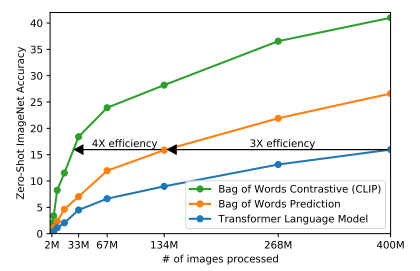 Zero-Shot ImageNet Accuracy
40
35
30
25
20
15
10
5
0
4X efficiency
3X efficiency
Bag of Words Contrastive (CLIP)
Bag of Words Prediction
Transformer Language Model
2M 33M 67M 134M 268M 400M
# of images processed